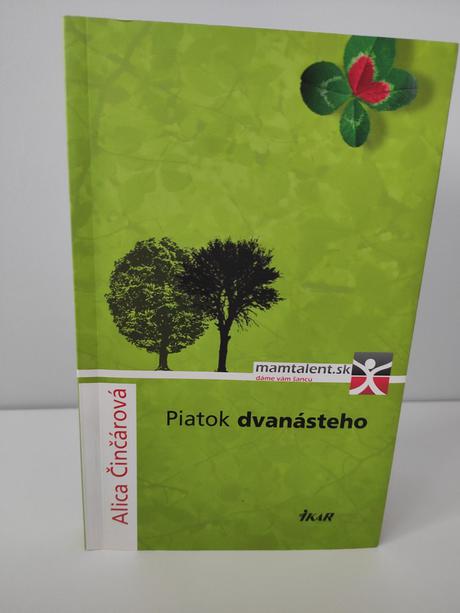 mamtalent.sk
dáme vám šancu
Piatok dvanásteho
Alica Činčárová
IKAR